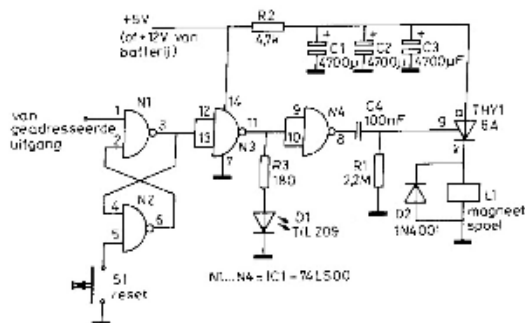 +5V
(of +12V van
batterij)
R2
4,7k
C1
4700µ
C2
4700µ
C3
4700µF
van
geadresseerde
uitgang
1
N1
3
2
4
N2
6
5
S1
reset
12
13
14
11
N3
7
R3
180
D1
TIL 209
9
10
N4
8
C4
100nF
R1
2,2M
9
THY1
6A
D2
1N4001
L1
magneet
spoel
N1...N4 = IC1 = 74LS00